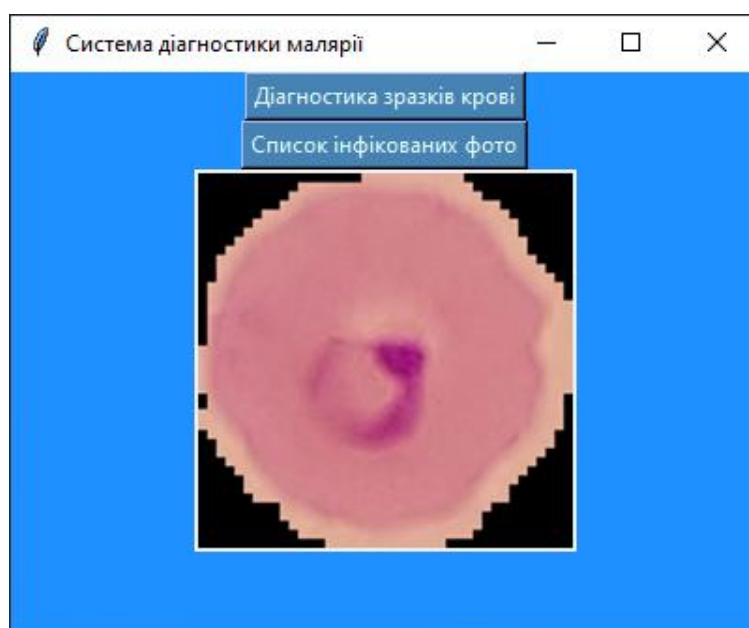 Система діагностики малярії
Діагностика зразків крові
Список інфікованих фото